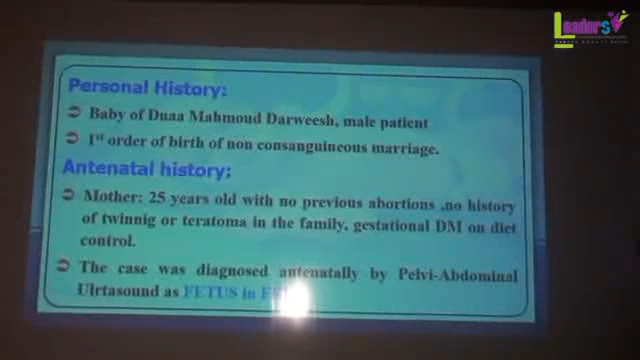 Leaders
Personal History:
Baby of Duaa Mahmoud Darweesh, male patient
1st order of birth of non consanguineous marriage.
Antenatal history:
Mother: 25 years old with no previous abortions ,no history
of twinnig or teratoma in the family, gestational DM on diet
control.
The case was diagnosed antenatally by Pelvi-Abdominal
Ulrtasound as FETUS in